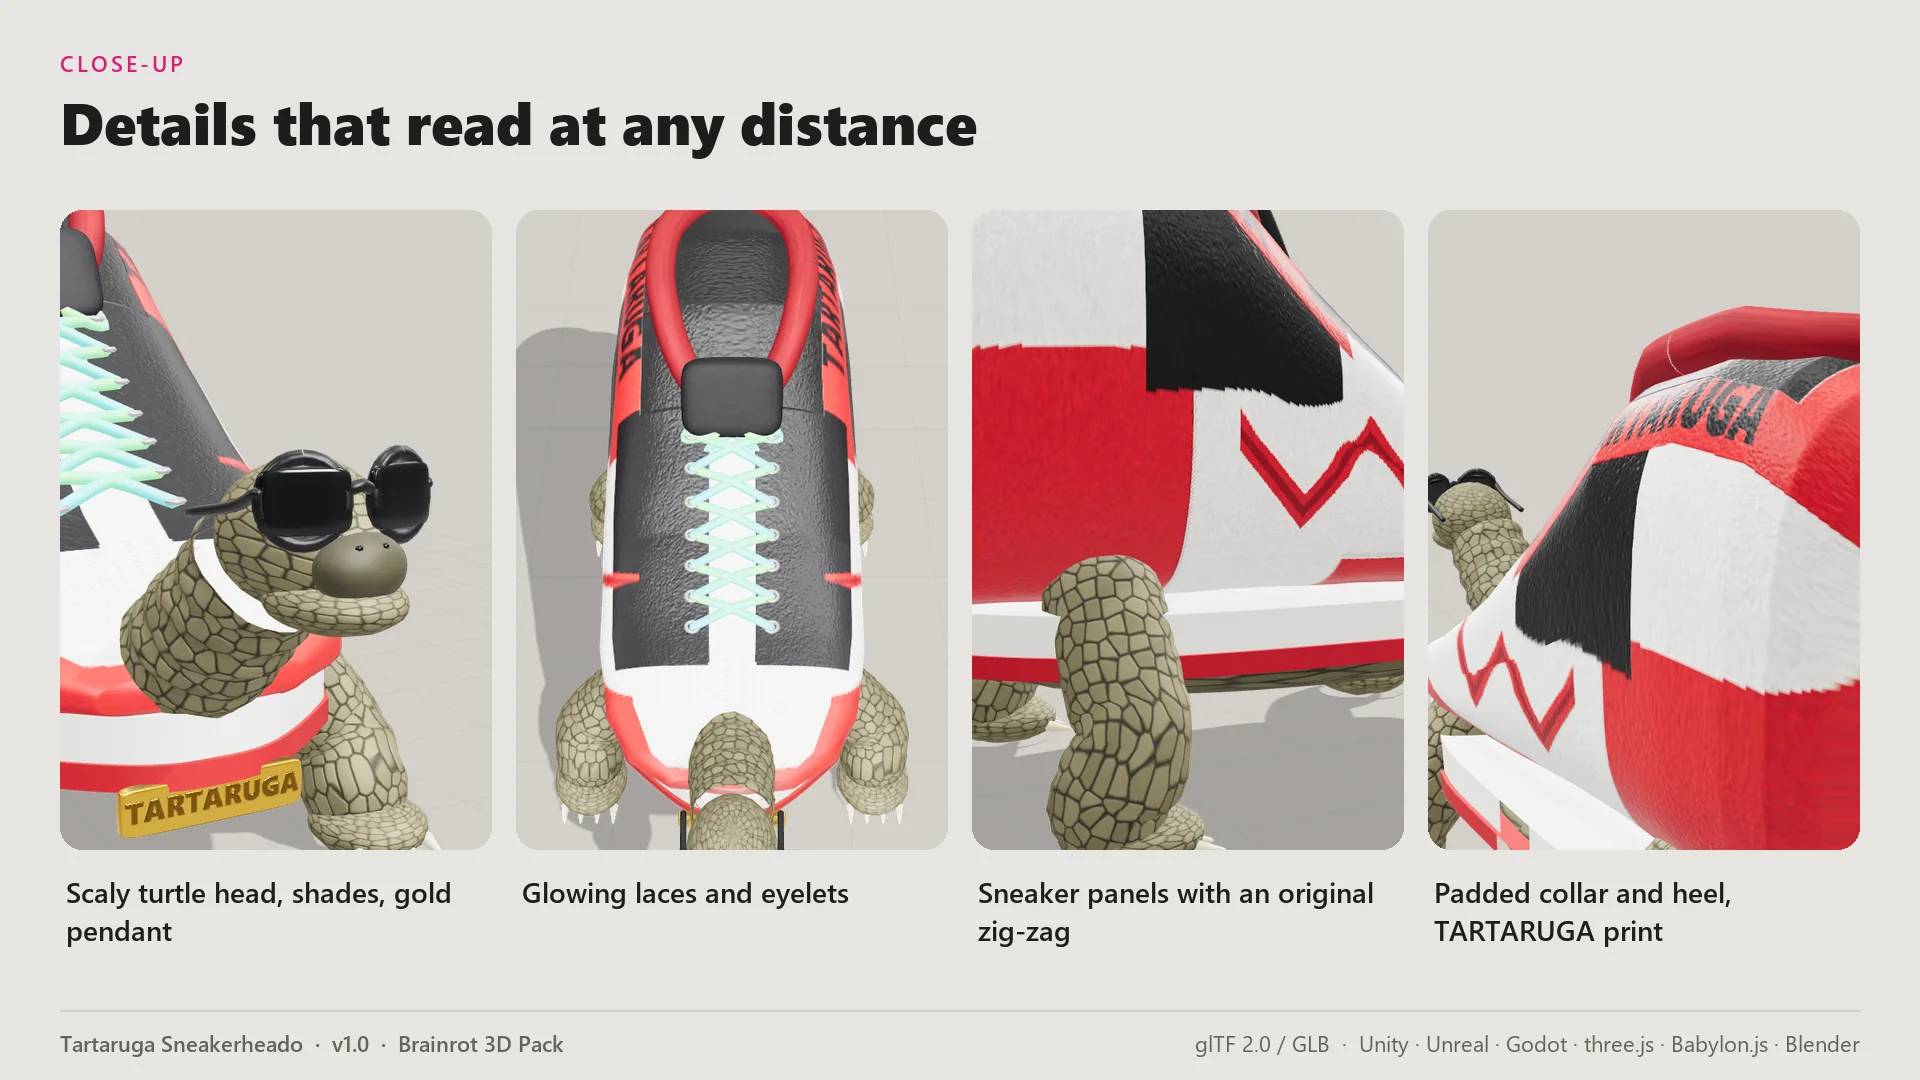 CLOSE-UP
Details that read at any distance
TARTARUGA
TARTARUGA
Scaly turtle head, shades, gold
pendant
Glowing laces and eyelets
Sneaker panels with an original
zig-zag
Padded collar and heel,
TARTARUGA print
Tartaruga Sneakerheado · v1.0 · Brainrot 3D Pack
glTF 2.0 / GLB · Unity · Unreal · Godot · three.js · Babylon.js · Blender